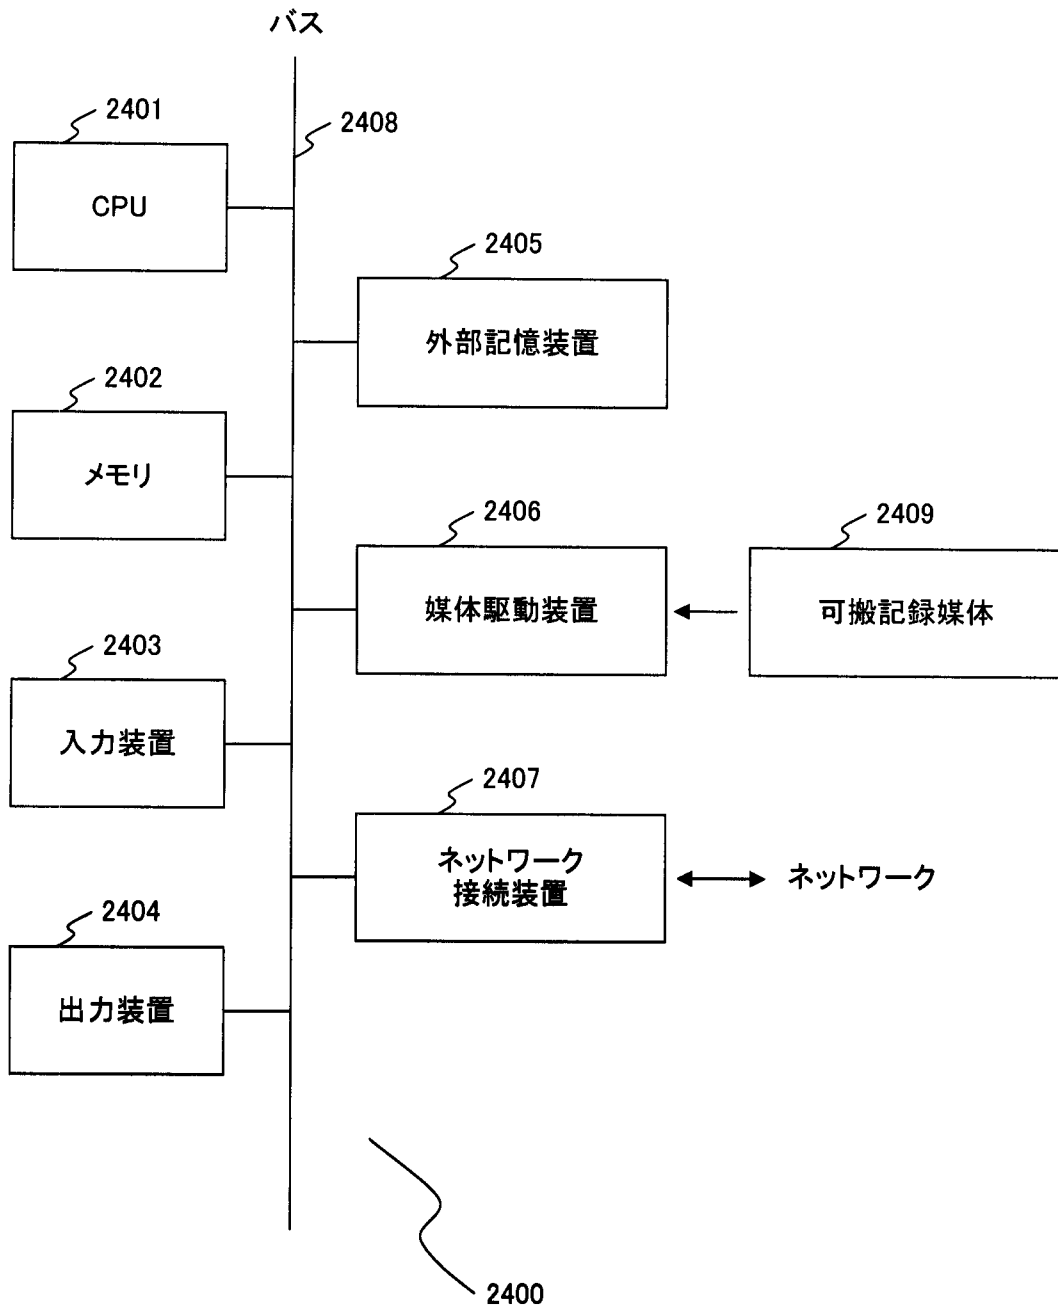 バス
2401
2408
CPU
2405
外部記憶装置
2402
メモリ
2406
2409
媒体駆動装置
可搬記録媒体
2403
入力装置
2407
ネットワーク
接続装置
ネットワーク
2404
出力装置
2400